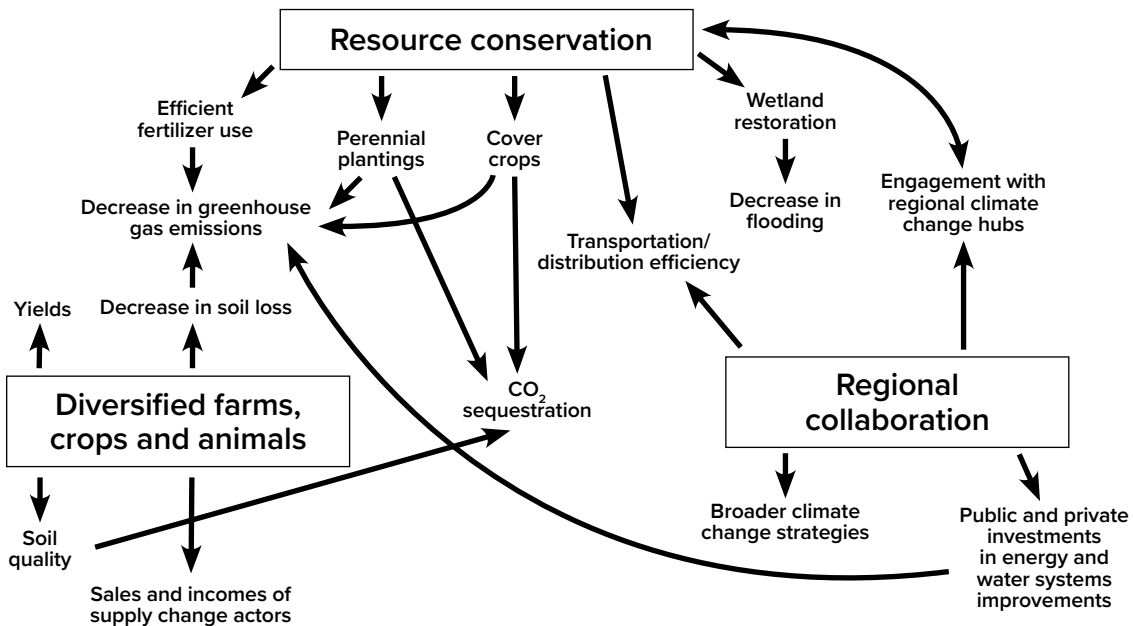 Resource conservation
Efficient
fertilizer use
Perennial
plantings
Cover
crops
Wetland
restoration
Decrease in greenhouse
gas emissions
Transportation/
distribution efficiency
Decrease in
flooding
Engagement with
regional climate
change hubs
Yields
Decrease in soil loss
Diversified farms,
crops and animals
CO₂
sequestration
Regional
collaboration
Soil
quality
Sales and incomes of
supply change actors
Broader climate
change strategies
Public and private
investments
in energy and
water systems
improvements